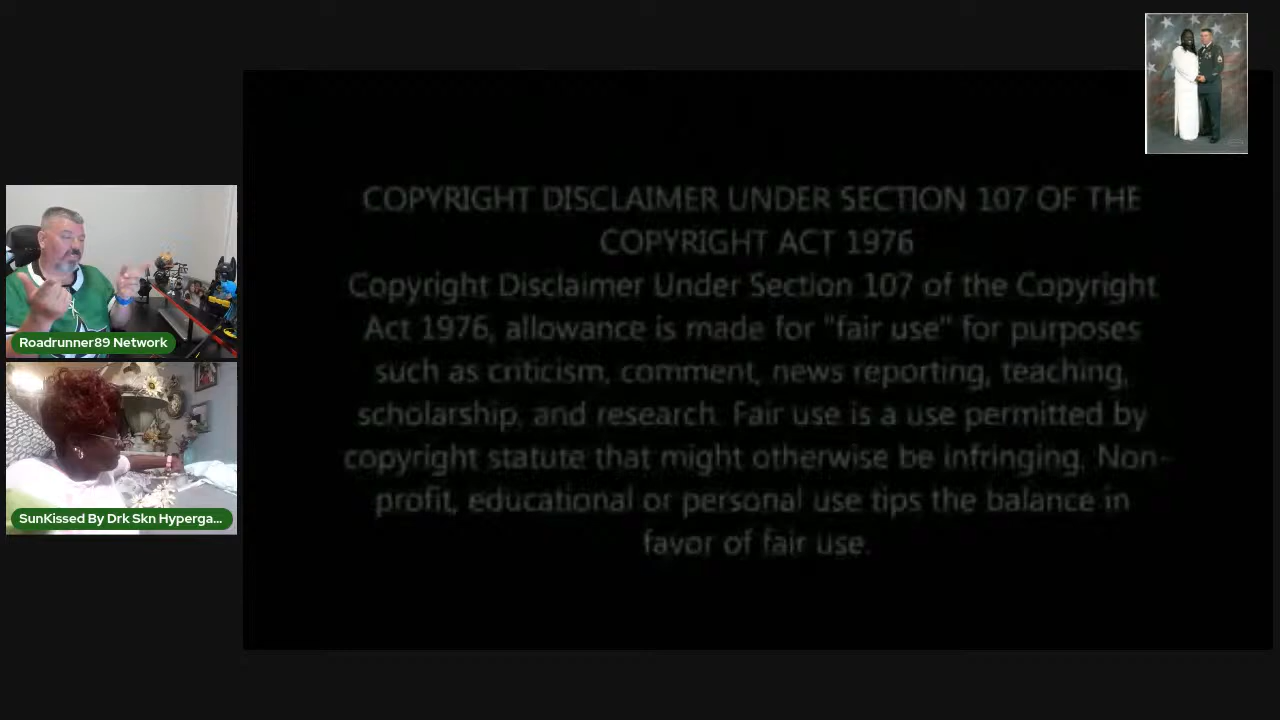 COPYRIGHT DISCLAIMER UNDER SECTION 107 OF THE
COPYRIGHT ACT 1976
Copyright Disclaimer Under Section 107 of the Copyright
Act 1976, allowance is made for "fair use" for purposes
such as criticism, comment, news reporting, teaching,
scholarship, and research. Fair use is a use permitted by
copyright statute that might otherwise be infringing. Non-
profit, educational or personal use tips the balance in
favor of fair use.
Roadrunner89 Network
SunKissed By Drk Skn Hyperga...